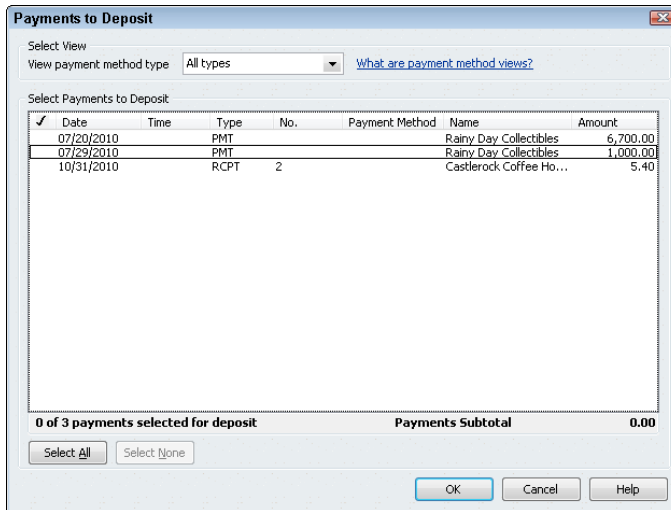 Payments to Deposit
Select View
View payment method type All types What are payment method views?
Select Payments to Deposit
✓ Date Time Type No. Payment Method Name Amount
07/20/2010 PMT Rainy Day Collectibles 6,700.00
07/29/2010 PMT Rainy Day Collectibles 1,000.00
10/31/2010 RCPT 2 Castlerock Coffee Ho... 5.40
0 of 3 payments selected for deposit Payments Subtotal 0.00
Select All Select None
OK Cancel Help